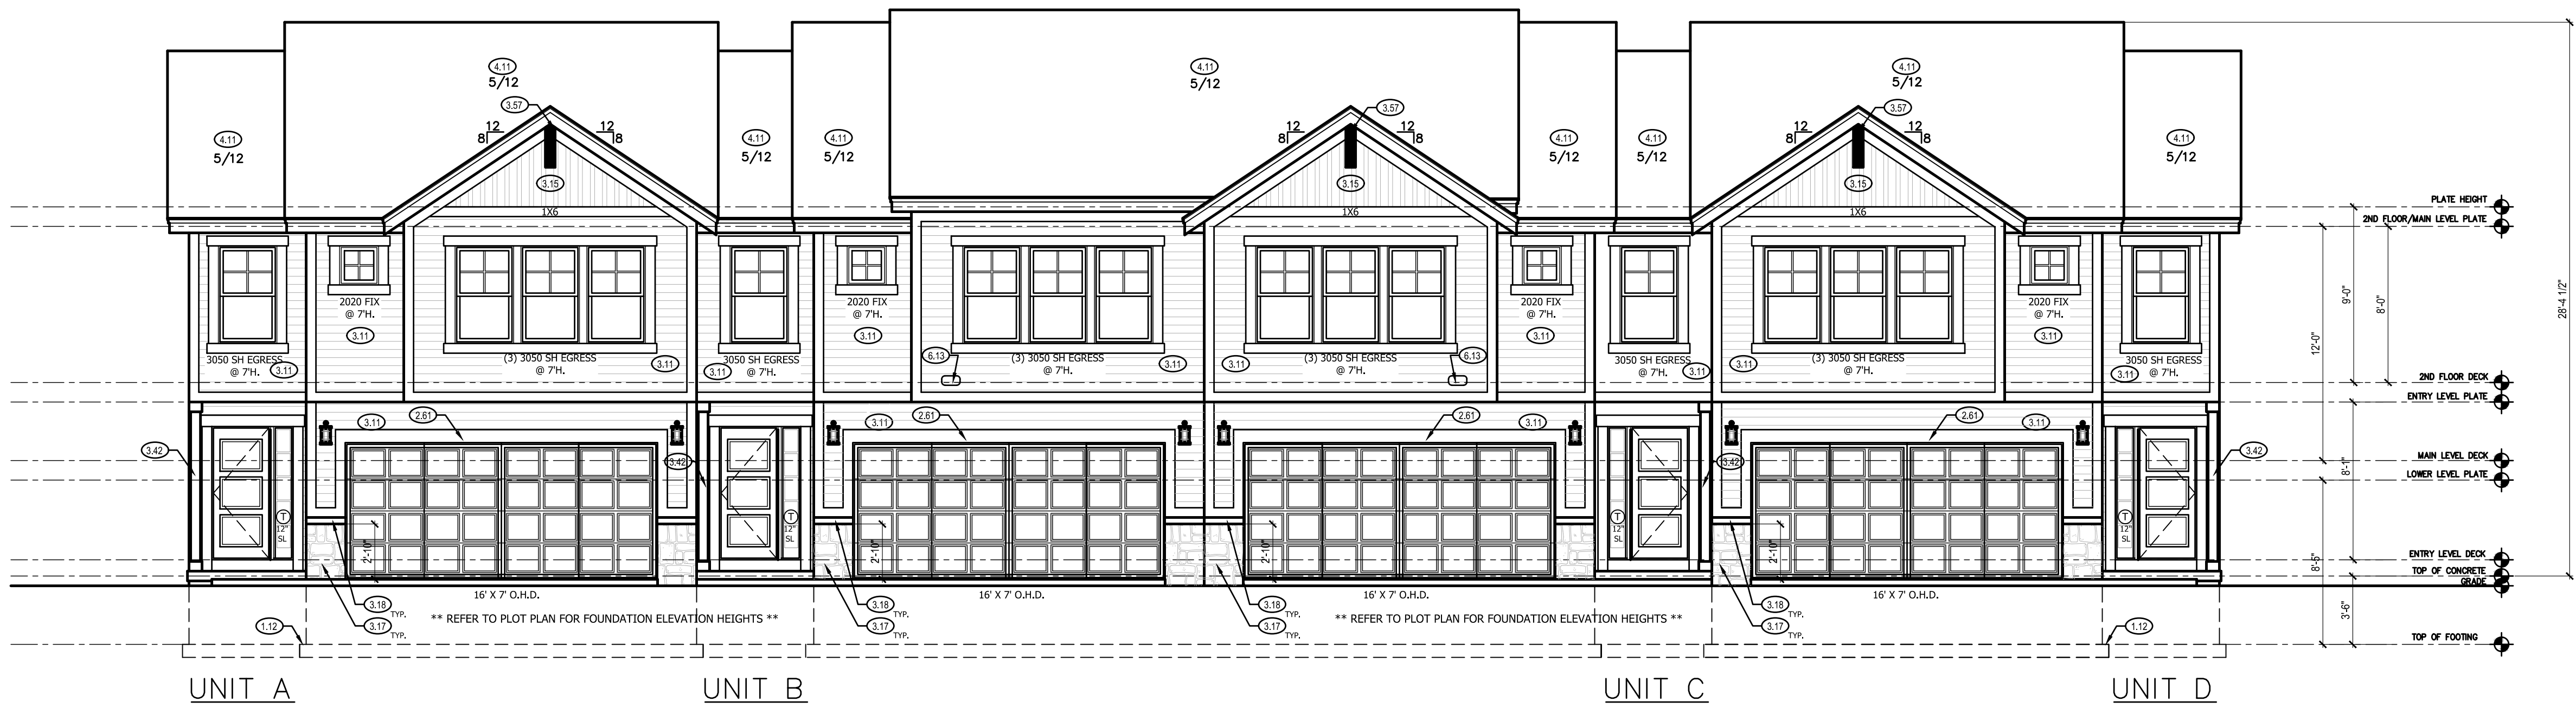 4.11
5/12
4.11
5/12
4.11
5/12
3.57
3.57
3.57
12
8
12
8
12
8
12
8
12
8
12
8
4.11
5/12
4.11
5/12
4.11
5/12
4.11
5/12
4.11
5/12
4.11
5/12
3.15
3.15
3.15
1X6
1X6
1X6
PLATE HEIGHT
2ND FLOOR/MAIN LEVEL PLATE
2020 FIX
@ 7'H.
3.11
2020 FIX
@ 7'H.
3.11
2020 FIX
@ 7'H.
3.11
2020 FIX
@ 7'H.
3.11
28'-4 1/2"
9'-0"
8'-0"
12'-0"
3050 SH EGRESS
@ 7'H.
3.11
(3) 3050 SH EGRESS
@ 7'H.
3.11
3050 SH EGRESS
@ 7'H.
3.11
6.13
(3) 3050 SH EGRESS
@ 7'H.
3.11
3.11
(3) 3050 SH EGRESS
@ 7'H.
6.13
3050 SH EGRESS
@ 7'H.
3.11
3.11
(3) 3050 SH EGRESS
@ 7'H.
3.11
3050 SH EGRESS
@ 7'H.
2ND FLOOR DECK
ENTRY LEVEL PLATE
3.11
2.61
3.11
2.61
2.61
3.11
2.61
3.11
3.42
3.42
3.42
3.42
MAIN LEVEL DECK
LOWER LEVEL PLATE
8'-1"
T
12"
SL
T
12"
SL
T
12"
SL
T
12"
SL
2'-10"
2'-10"
2'-10"
2'-10"
8'-5"
ENTRY LEVEL DECK
TOP OF CONCRETE
GRADE
16' X 7' O.H.D.
16' X 7' O.H.D.
16' X 7' O.H.D.
16' X 7' O.H.D.
3'-6"
3.18 TYP.
3.18 TYP.
3.18 TYP.
3.18 TYP.
** REFER TO PLOT PLAN FOR FOUNDATION ELEVATION HEIGHTS **
** REFER TO PLOT PLAN FOR FOUNDATION ELEVATION HEIGHTS **
1.12
3.17 TYP.
3.17 TYP.
3.17 TYP.
3.17 TYP.
1.12
TOP OF FOOTING
UNIT A
UNIT B
UNIT C
UNIT D